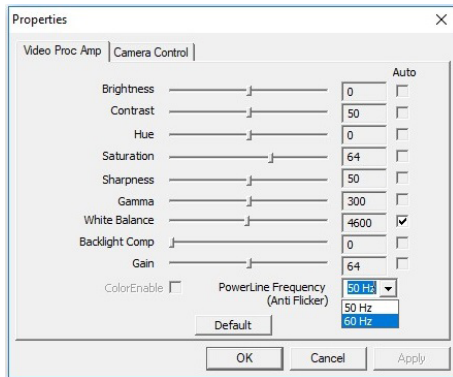 Properties
Video Proc Amp Camera Control
Auto
Brightness 0
Contrast 50
Hue 0
Saturation 64
Sharpness 50
Gamma 300
White Balance 4600
Backlight Comp 0
Gain 64
ColorEnable PowerLine Frequency 50 Hz
(Anti Flicker) 50 Hz
60 Hz
Default
OK Cancel Apply